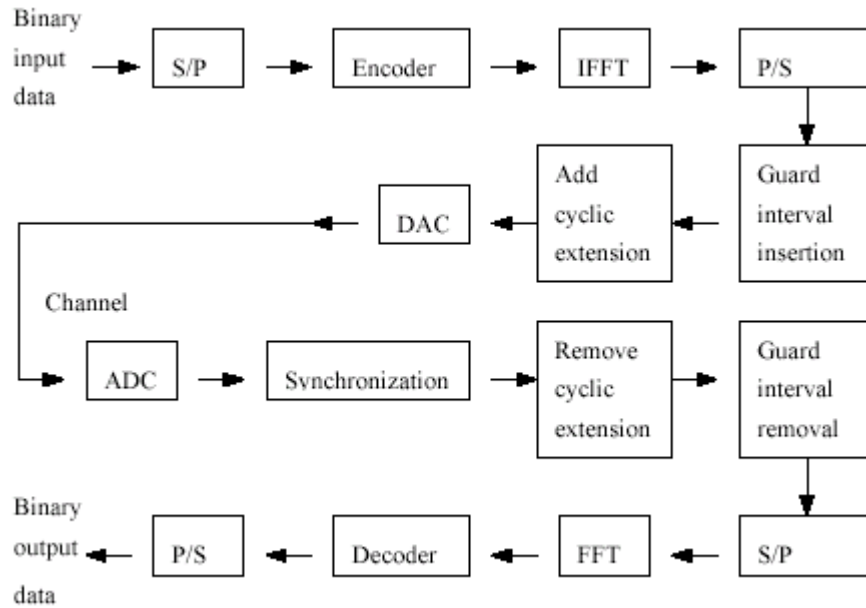 Binary
input
data
S/P
Encoder
IFFT
P/S
Guard
interval
insertion
Add
cyclic
extension
DAC
Channel
ADC
Synchronization
Remove
cyclic
extension
Guard
interval
removal
S/P
FFT
Decoder
P/S
Binary
output
data